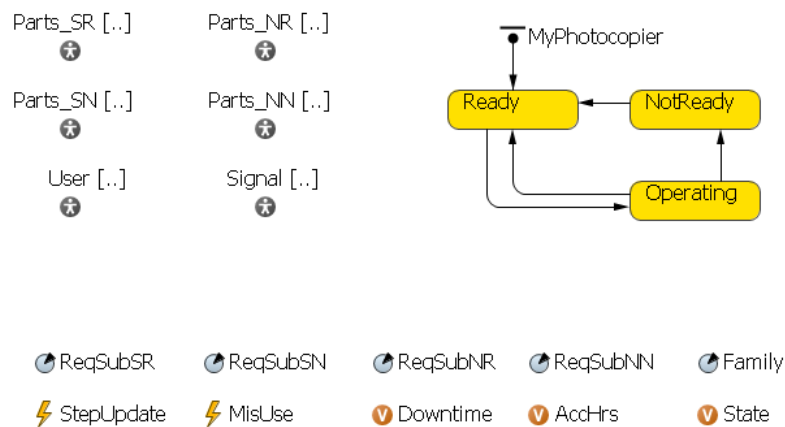 Parts_SR [..]
Parts_NR [..]
MyPhotocopier
Parts_SN [..]
Parts_NN [..]
Ready
NotReady
User [..]
Signal [..]
Operating
ReqSubSR
ReqSubSN
ReqSubNR
ReqSubNN
Family
StepUpdate
MisUse
V Downtime
V AccHrs
V State